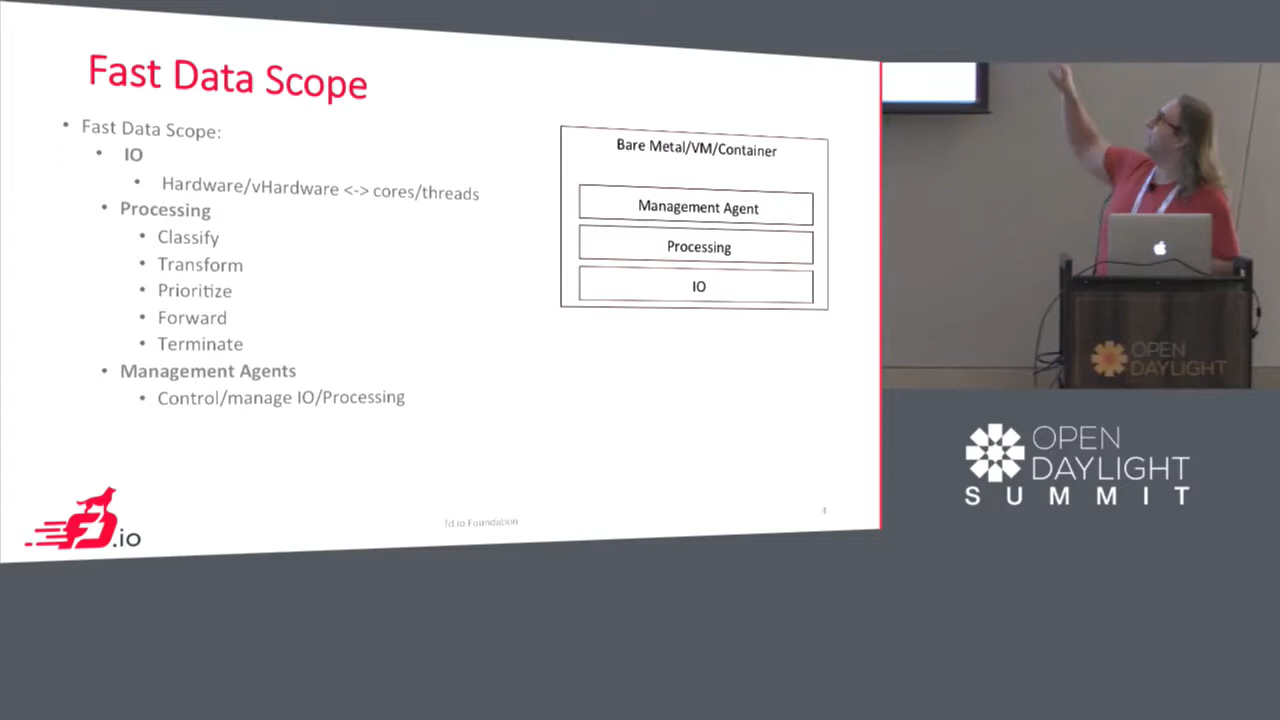 Fast Data Scope
• Fast Data Scope:
• IO
• Hardware/vHardware <-> cores/threads
• Processing
• Classify
• Transform
• Prioritize
• Forward
• Terminate
• Management Agents
• Control/manage IO/Processing
Bare Metal/VM/Container
Management Agent
Processing
IO
fd.io Foundation
4
FD.io
OPEN
DAYLIGHT
OPEN
DAYLIGHT
SUMMIT